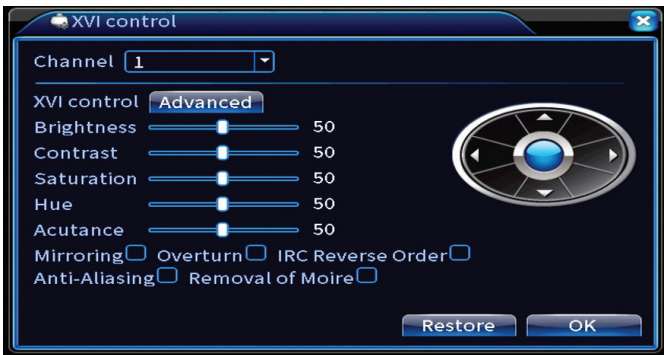 XVI control
Channel 1
XVI control Advanced
Brightness 50
Contrast 50
Saturation 50
Hue 50
Acutance 50
Mirroring Overturn IRC Reverse Order
Anti-Aliasing Removal of Moire
Restore OK